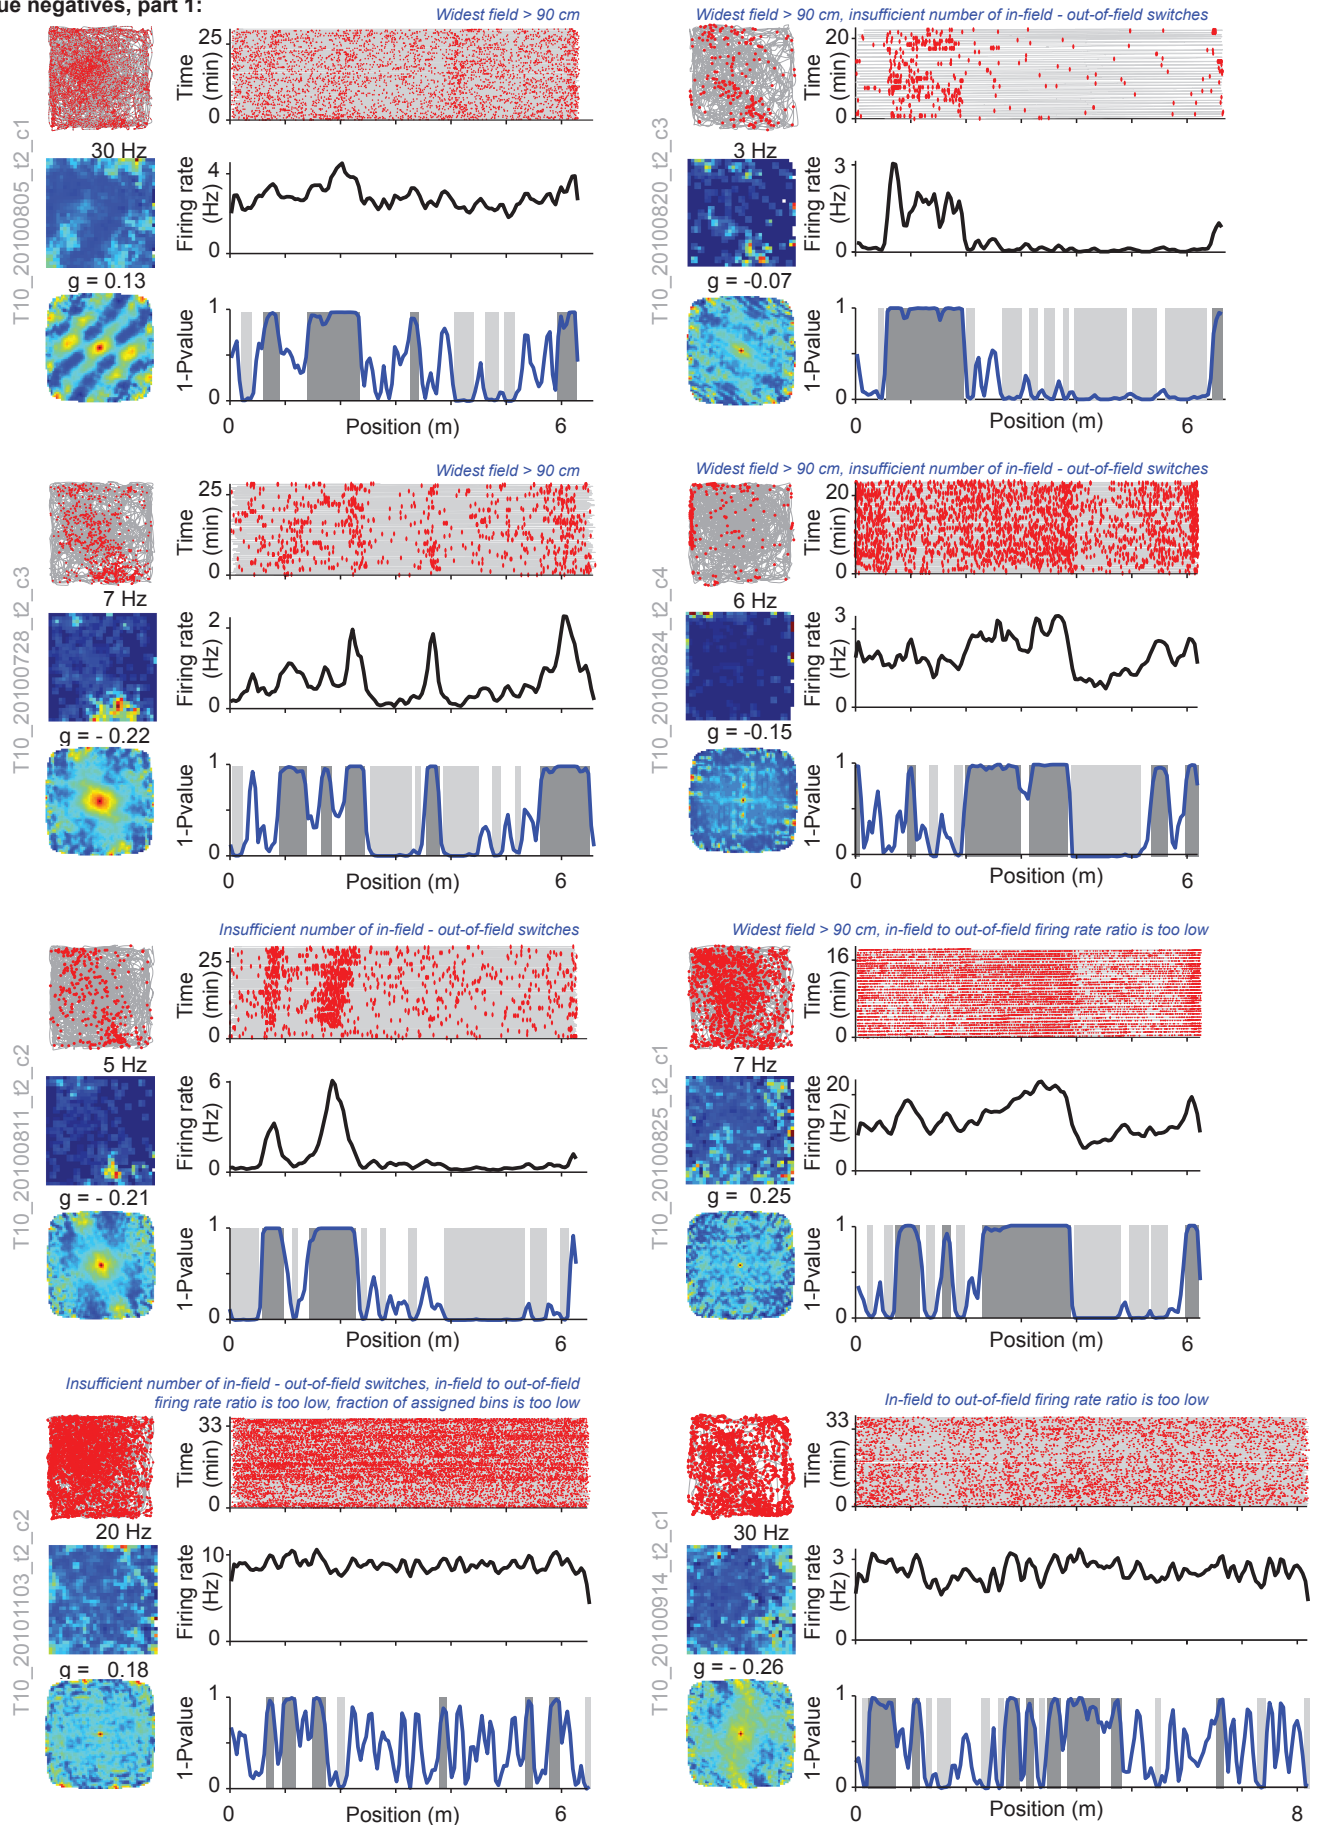 ue negatives, part 1:
Widest field > 90 cm
T10_20100805_t2_c1
25
0
Time
(min)
30 Hz
4
0
Firing rate
(Hz)
g = 0.13
1
0
1-Pvalue
0
Position (m)
6
Widest field > 90 cm, insufficient number of in-field - out-of-field switches
T10_20100820_t2_c3
20
0
Time
(min)
3 Hz
3
0
Firing rate
(Hz)
g = -0.07
1
0
1-Pvalue
0
Position (m)
6
Widest field > 90 cm
T10_20100728_t2_c3
25
0
Time
(min)
7 Hz
2
0
Firing rate
(Hz)
g = - 0.22
1
0
1-Pvalue
0
Position (m)
6
Widest field > 90 cm, insufficient number of in-field - out-of-field switches
T10_20100824_t2_c4
20
0
Time
(min)
6 Hz
3
0
Firing rate
(Hz)
g = -0.15
1
0
1-Pvalue
0
Position (m)
6
Insufficient number of in-field - out-of-field switches
T10_20100811_t2_c2
25
0
Time
(min)
5 Hz
6
0
Firing rate
(Hz)
g = - 0.21
1
0
1-Pvalue
0
Position (m)
6
Widest field > 90 cm, in-field to out-of-field firing rate ratio is too low
T10_20100825_t2_c1
16
0
Time
(min)
7 Hz
20
0
Firing rate
(Hz)
g = 0.25
1
0
1-Pvalue
0
Position (m)
6
Insufficient number of in-field - out-of-field switches, in-field to out-of-field
firing rate ratio is too low, fraction of assigned bins is too low
T10_20101103_t2_c2
33
0
Time
(min)
20 Hz
10
0
Firing rate
(Hz)
g = 0.18
1
0
1-Pvalue
0
Position (m)
6
In-field to out-of-field firing rate ratio is too low
T10_20100914_t2_c1
33
0
Time
(min)
30 Hz
3
0
Firing rate
(Hz)
g = - 0.26
1
0
1-Pvalue
0
Position (m)
8